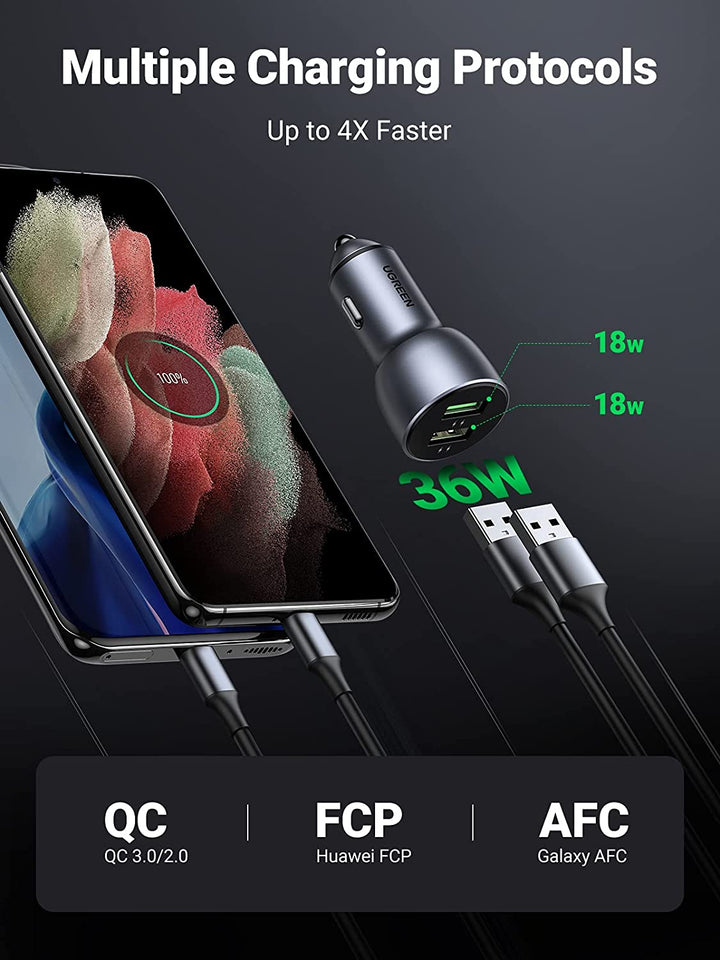 Multiple Charging Protocols
Up to 4X Faster
UGREEN
100%
18W
18W
36W
QC
QC 3.0/2.0
FCP
Huawei FCP
AFC
Galaxy AFC